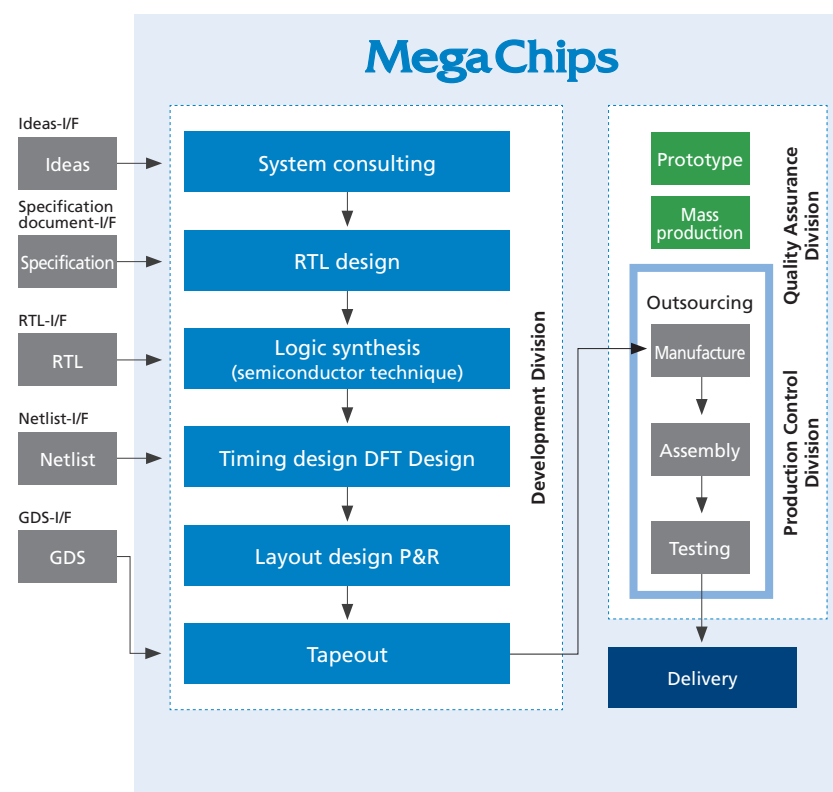 MegaChips
Ideas-I/F
Ideas
Specification
document-I/F
Specification
RTL-I/F
RTL
Netlist-I/F
Netlist
GDS-I/F
GDS
System consulting
RTL design
Logic synthesis
(semiconductor technique)
Timing design DFT Design
Layout design P&R
Tapeout
Development Division
Prototype
Mass
production
Quality Assurance
Division
Outsourcing
Manufacture
Assembly
Testing
Production Control
Division
Delivery